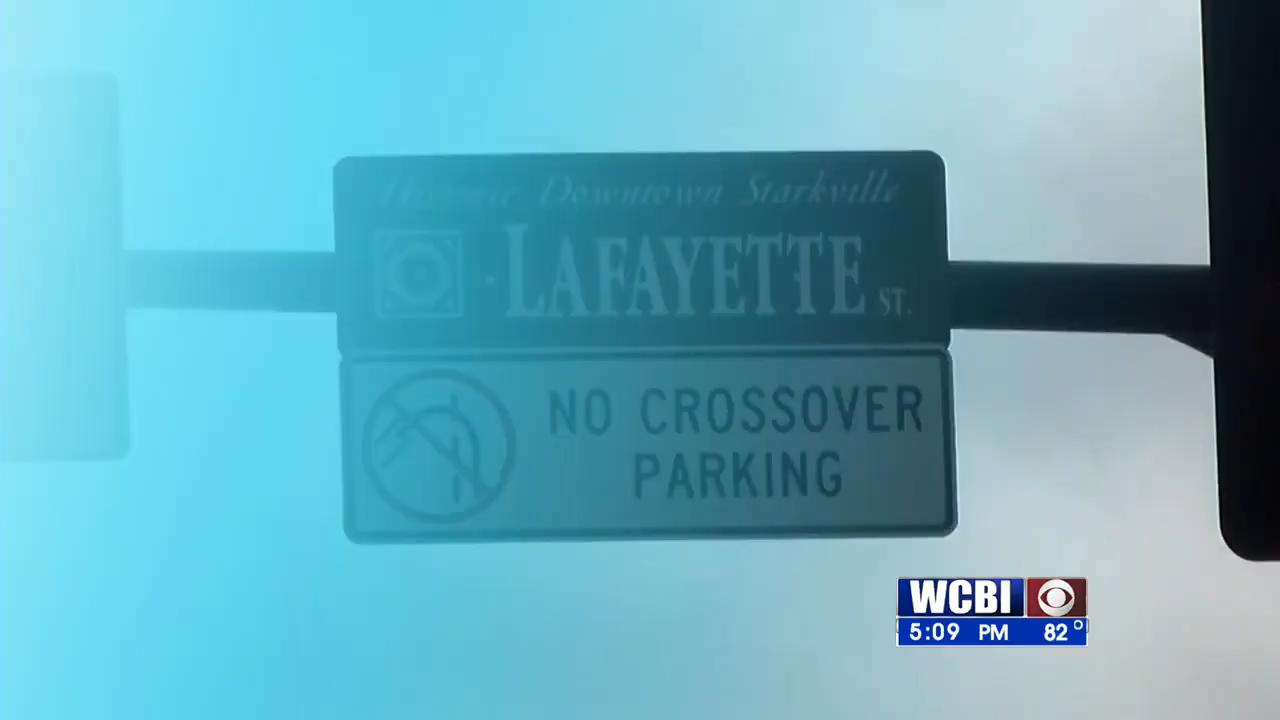 Historic Downtown Starkville
LAFAYETTE ST.
NO CROSSOVER
PARKING
WCBI
5:09 PM 82°